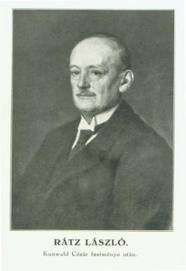 RÁTZ LÁSZLÓ.
Kunwald Cézár festménye után.